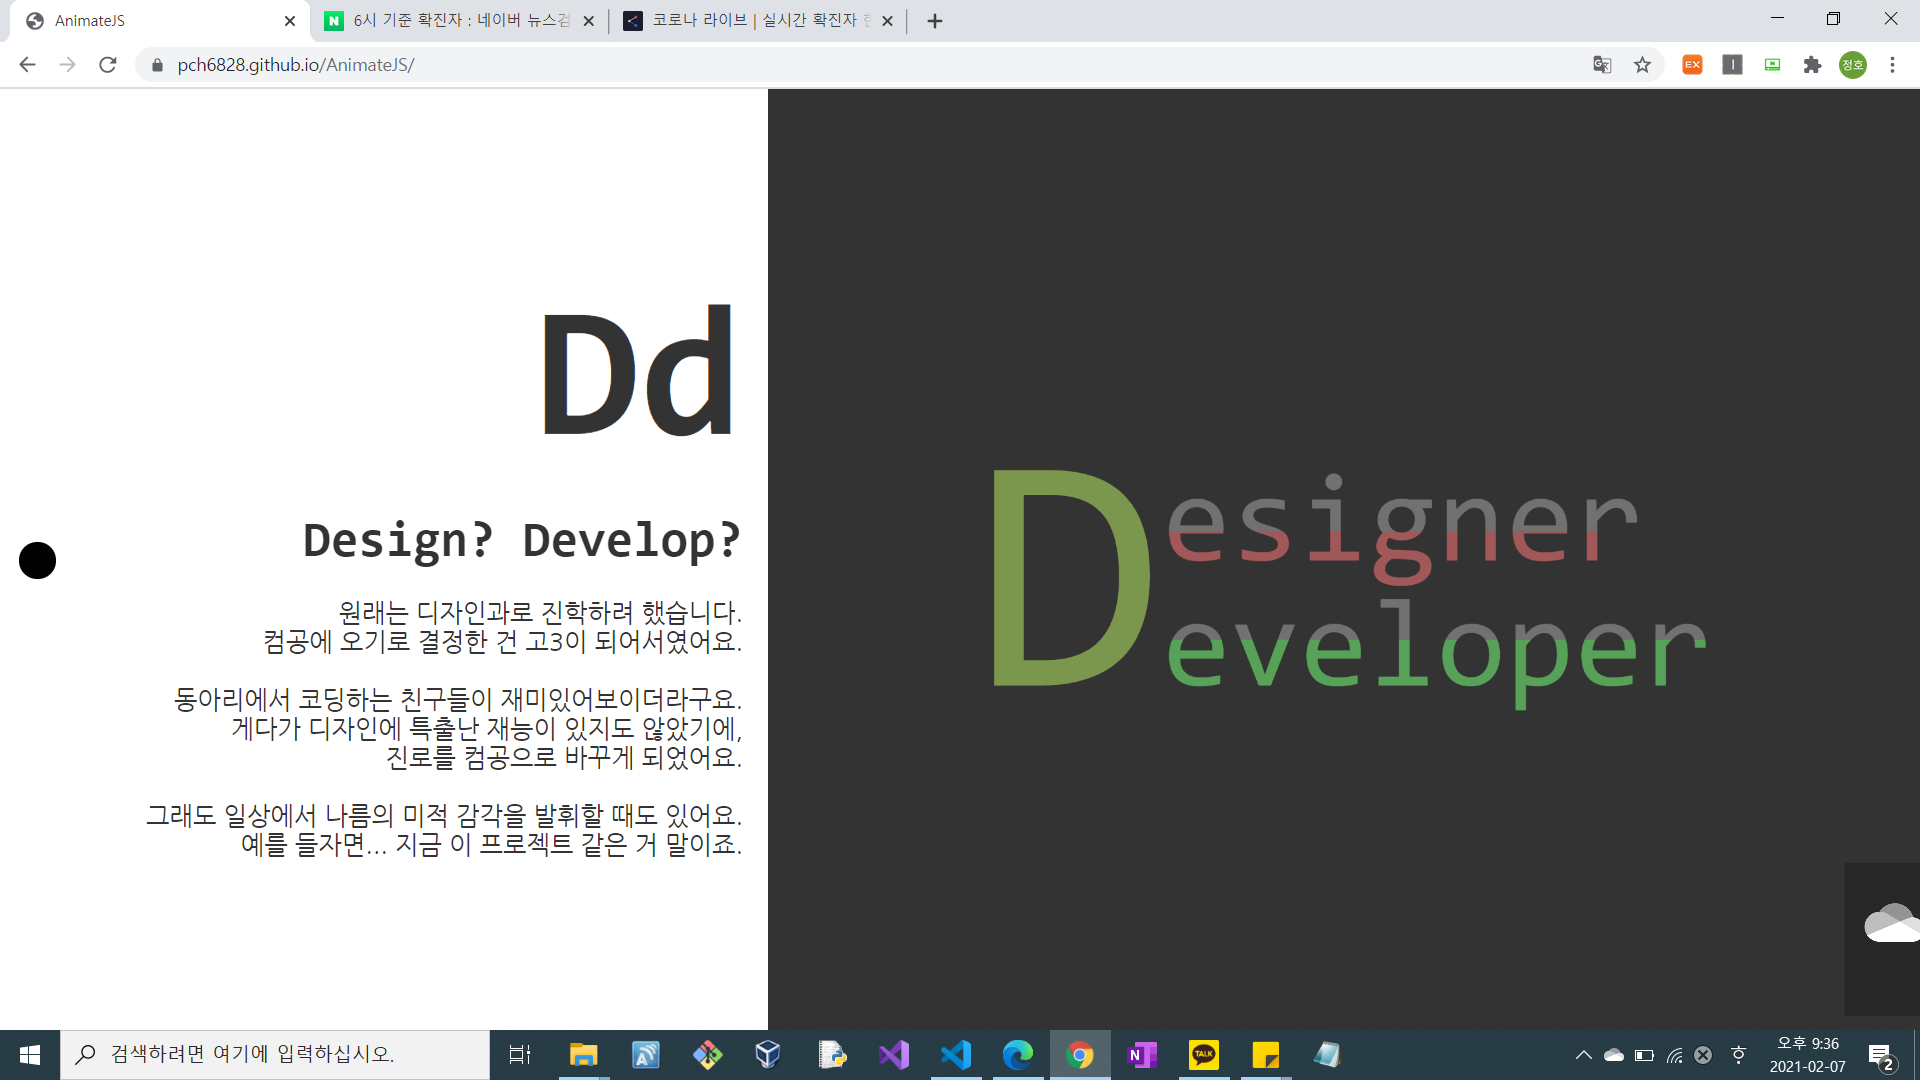 AnimateJS
6시 기준 확진자 : 네이버 뉴스검
코로나 라이브 | 실시간 확진자
pch6828.github.io/AnimateJS/
EX
정호
Dd
Design? Develop?
원래는 디자인과로 진학하려 했습니다.
컴공에 오기로 결정한 건 고3이 되어서였어요.
동아리에서 코딩하는 친구들이 재미있어보이더라구요.
게다가 디자인에 특출난 재능이 있지도 않았기에,
진로를 컴공으로 바꾸게 되었어요.
그래도 일상에서 나름의 미적 감각을 발휘할 때도 있어요.
예를 들자면... 지금 이 프로젝트 같은 거 말이죠.
Designer
eveloper
검색하려면 여기에 입력하십시오.
TALK
오후 9:36
2021-02-07
2